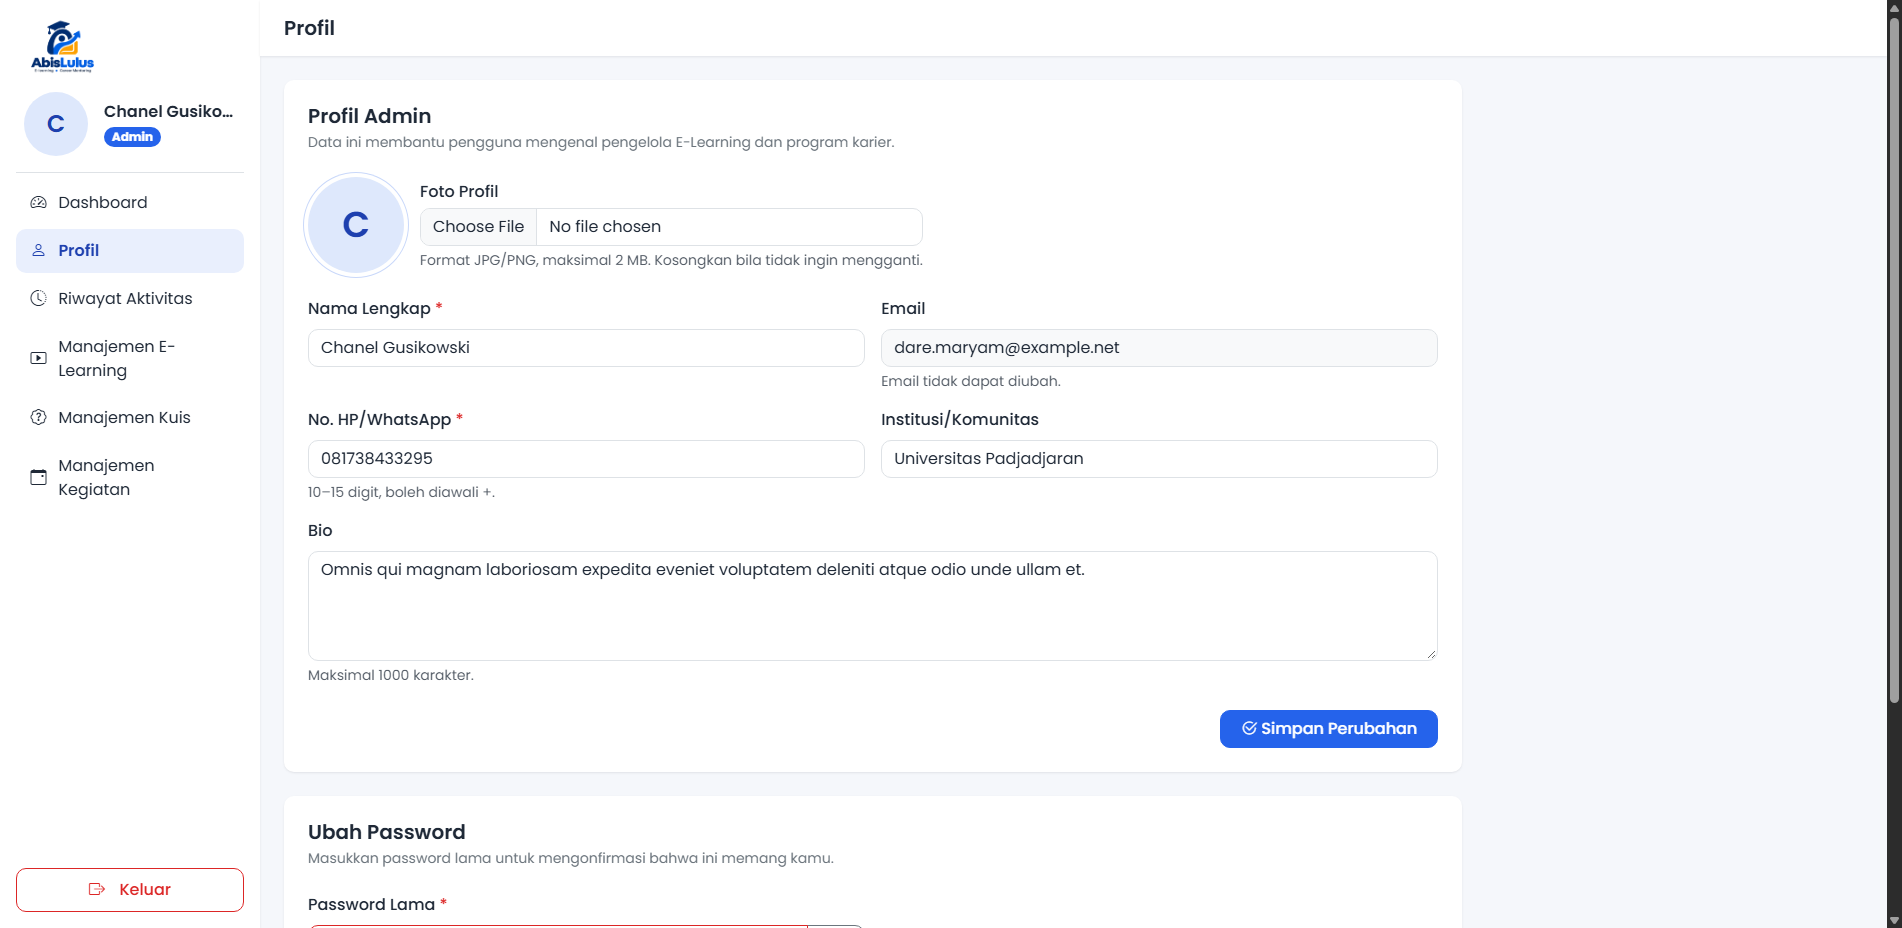 Profil
AbisLulus
C
Chanel Gusiko...
Admin
Dashboard
Profil
Riwayat Aktivitas
Manajemen E-
Learning
Manajemen Kuis
Manajemen
Kegiatan
Keluar
Profil Admin
Data ini membantu pengguna mengenal pengelola E-Learning dan program karier.
C
Foto Profil
Choose File No file chosen
Format JPG/PNG, maksimal 2 MB. Kosongkan bila tidak ingin mengganti.
Nama Lengkap *
Chanel Gusikowski
Email
dare.maryam@example.net
Email tidak dapat diubah.
No. HP/WhatsApp *
081738433295
10–15 digit, boleh diawali +.
Institusi/Komunitas
Universitas Padjadjaran
Bio
Omnis qui magnam laboriosam expedita eveniet voluptatem deleniti atque odio unde ullam et.
Maksimal 1000 karakter.
Simpan Perubahan
Ubah Password
Masukkan password lama untuk mengonfirmasi bahwa ini memang kamu.
Password Lama *